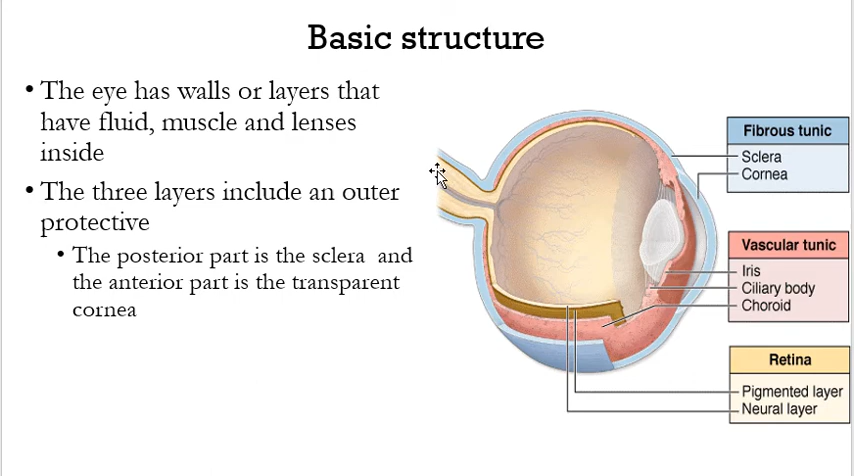 Basic structure
• The eye has walls or layers that
have fluid, muscle and lenses
inside
• The three layers include an outer
protective
• The posterior part is the sclera and
the anterior part is the transparent
cornea
Fibrous tunic
Sclera
Cornea
Vascular tunic
Iris
Ciliary body
Choroid
Retina
Pigmented layer
Neural layer